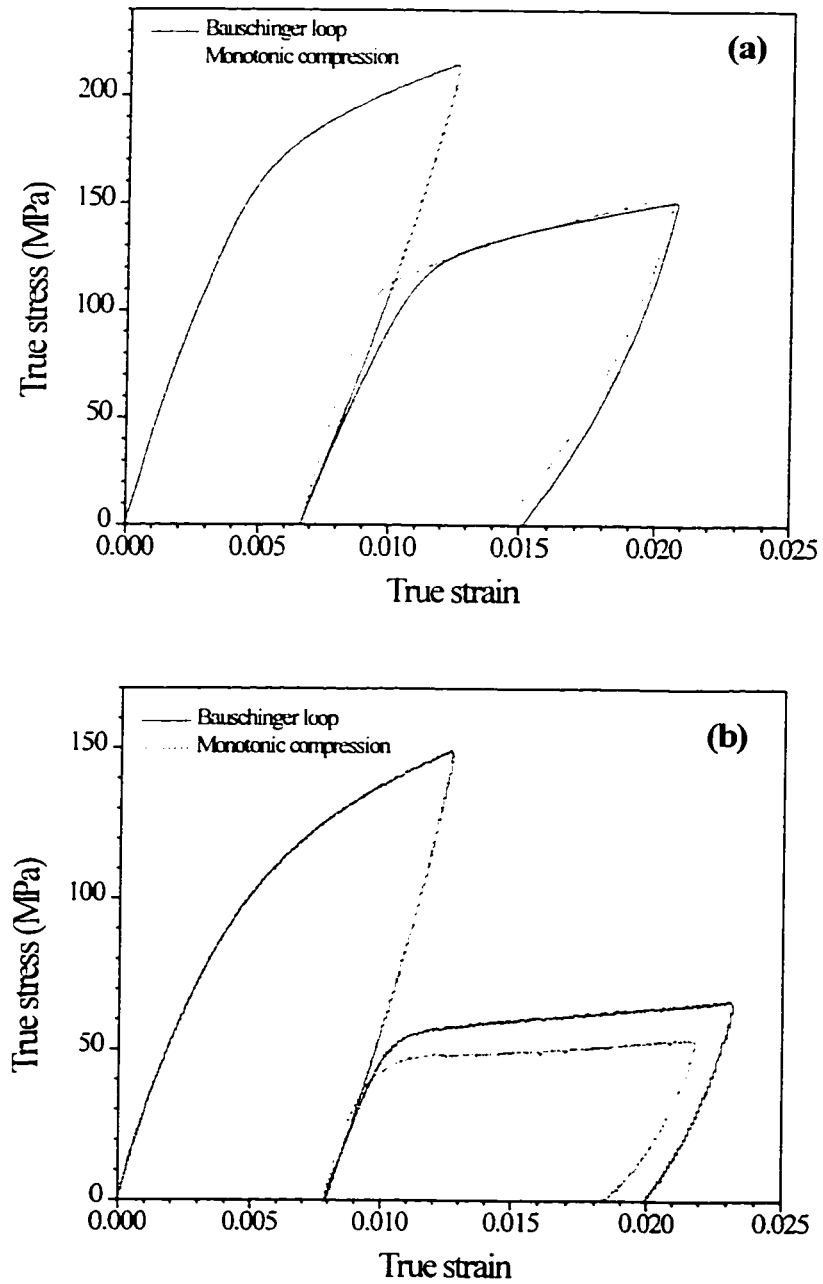 Bauschinger loop
Monotonic compression
(a)
200
150
100
50
0
True stress (MPa)
0.000 0.005 0.010 0.015 0.020 0.025
True strain
Bauschinger loop
Monotonic compression
(b)
150
100
50
0
True stress (MPa)
0.000 0.005 0.010 0.015 0.020 0.025
True strain